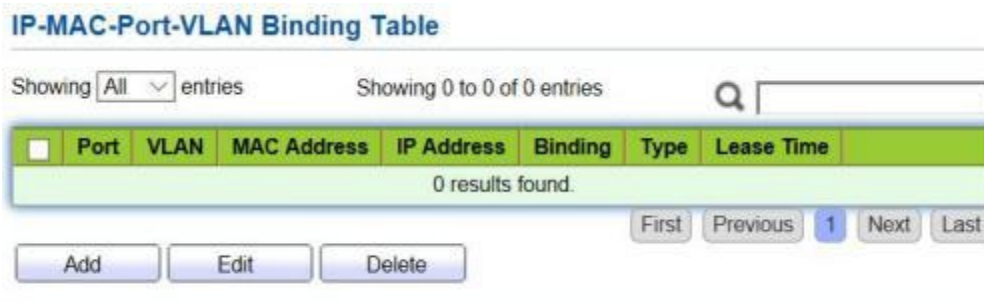 IP-MAC-Port-VLAN Binding Table
Showing All entries Showing 0 to 0 of 0 entries
Port VLAN MAC Address IP Address Binding Type Lease Time
0 results found.
First Previous 1 Next Last
Add Edit Delete